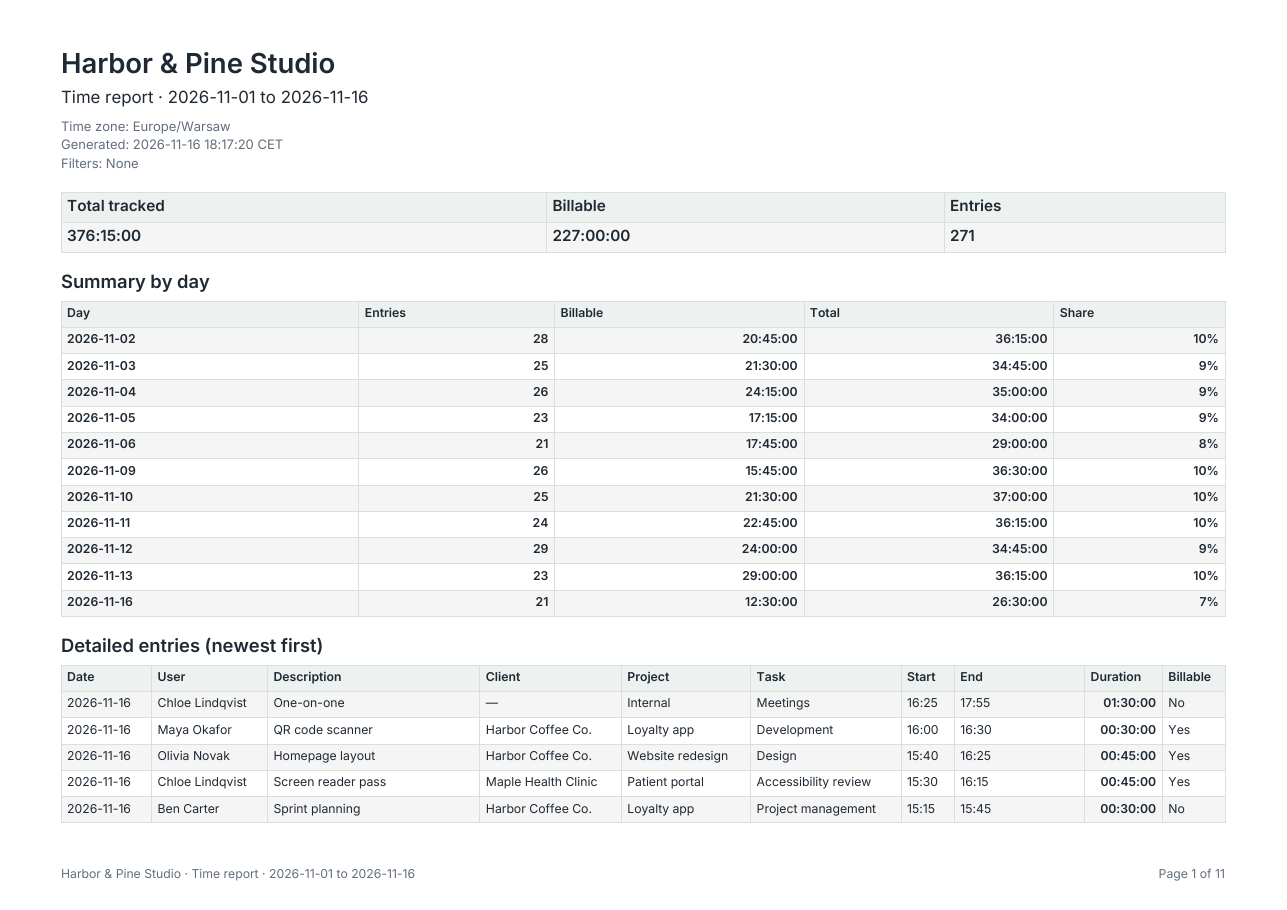 Harbor & Pine Studio
Time report · 2026-11-01 to 2026-11-16
Time zone: Europe/Warsaw
Generated: 2026-11-16 18:17:20 CET
Filters: None
Total tracked Billable Entries
376:15:00 227:00:00 271
Summary by day
Day Entries Billable Total Share
2026-11-02 28 20:45:00 36:15:00 10%
2026-11-03 25 21:30:00 34:45:00 9%
2026-11-04 26 24:15:00 35:00:00 9%
2026-11-05 23 17:15:00 34:00:00 9%
2026-11-06 21 17:45:00 29:00:00 8%
2026-11-09 26 15:45:00 36:30:00 10%
2026-11-10 25 21:30:00 37:00:00 10%
2026-11-11 24 22:45:00 36:15:00 10%
2026-11-12 29 24:00:00 34:45:00 9%
2026-11-13 23 29:00:00 36:15:00 10%
2026-11-16 21 12:30:00 26:30:00 7%
Detailed entries (newest first)
Date User Description Client Project Task Start End Duration Billable
2026-11-16 Chloe Lindqvist One-on-one — Internal Meetings 16:25 17:55 01:30:00 No
2026-11-16 Maya Okafor QR code scanner Harbor Coffee Co. Loyalty app Development 16:00 16:30 00:30:00 Yes
2026-11-16 Olivia Novak Homepage layout Harbor Coffee Co. Website redesign Design 15:40 16:25 00:45:00 Yes
2026-11-16 Chloe Lindqvist Screen reader pass Maple Health Clinic Patient portal Accessibility review 15:30 16:15 00:45:00 Yes
2026-11-16 Ben Carter Sprint planning Harbor Coffee Co. Loyalty app Project management 15:15 15:45 00:30:00 No
Harbor & Pine Studio · Time report · 2026-11-01 to 2026-11-16 Page 1 of 11